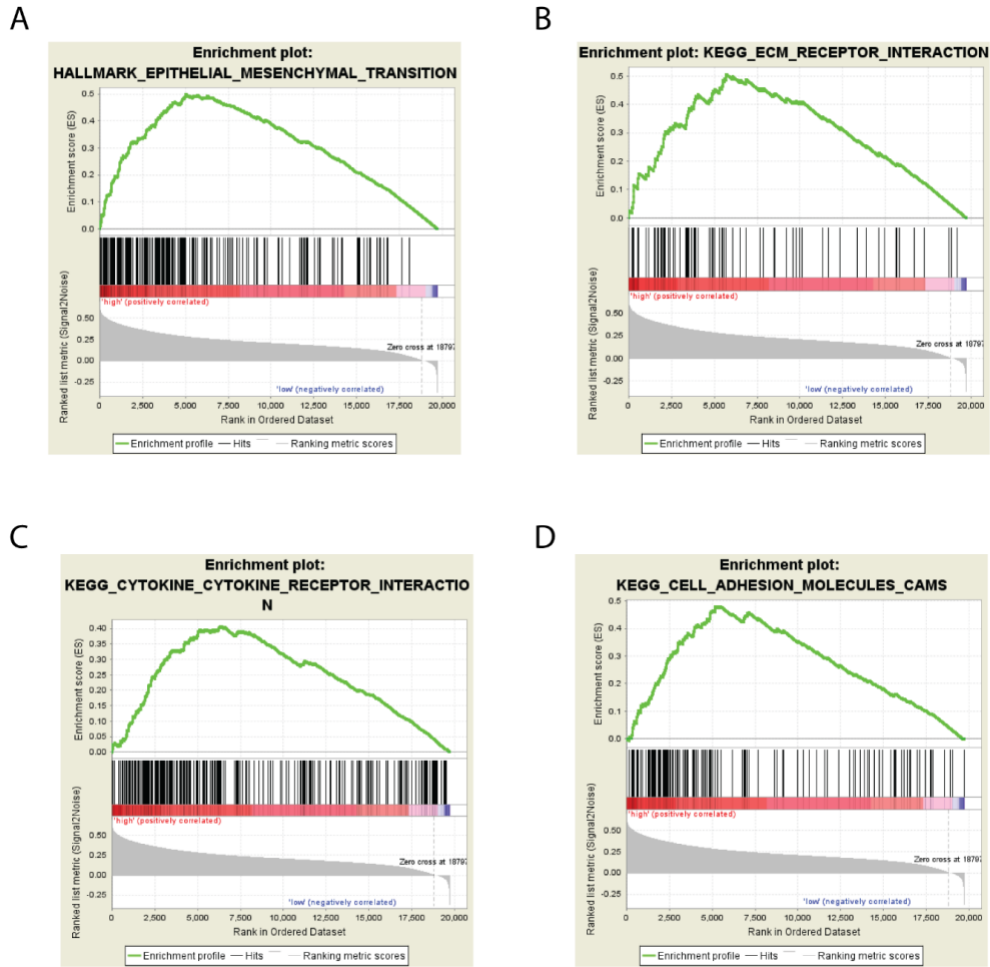 A
Enrichment plot:
HALLMARK_EPITHELIAL_MESENCHYMAL_TRANSITION
Enrichment score (ES)
0.5
0.4
0.3
0.2
0.1
0.0
'high' (positively correlated)
Ranked list metric (Signal2Noise)
0.50
0.25
0.00
-0.25
Zero cross at 18797
'low' (negatively correlated)
0 2,500 5,000 7,500 10,000 12,500 15,000 17,500 20,000
Rank in Ordered Dataset
Enrichment profile Hits Ranking metric scores
B
Enrichment plot: KEGG_ECM_RECEPTOR_INTERACTION
Enrichment score (ES)
0.5
0.4
0.3
0.2
0.1
0.0
'high' (positively correlated)
Ranked list metric (Signal2Noise)
0.50
0.25
0.00
-0.25
Zero cross at 18797
'low' (negatively correlated)
0 2,500 5,000 7,500 10,000 12,500 15,000 17,500 20,000
Rank in Ordered Dataset
Enrichment profile Hits Ranking metric scores
C
Enrichment plot:
KEGG_CYTOKINE_CYTOKINE_RECEPTOR_INTERACTIO
N
Enrichment score (ES)
0.40
0.35
0.30
0.25
0.20
0.15
0.10
0.05
0.00
'high' (positively correlated)
Ranked list metric (Signal2Noise)
0.50
0.25
0.00
-0.25
Zero cross at 18797
'low' (negatively correlated)
0 2,500 5,000 7,500 10,000 12,500 15,000 17,500 20,000
Rank in Ordered Dataset
Enrichment profile Hits Ranking metric scores
D
Enrichment plot:
KEGG_CELL_ADHESION_MOLECULES_CAMS
Enrichment score (ES)
0.5
0.4
0.3
0.2
0.1
0.0
'high' (positively correlated)
Ranked list metric (Signal2Noise)
0.50
0.25
0.00
-0.25
Zero cross at 18797
'low' (negatively correlated)
0 2,500 5,000 7,500 10,000 12,500 15,000 17,500 20,000
Rank in Ordered Dataset
Enrichment profile Hits Ranking metric scores